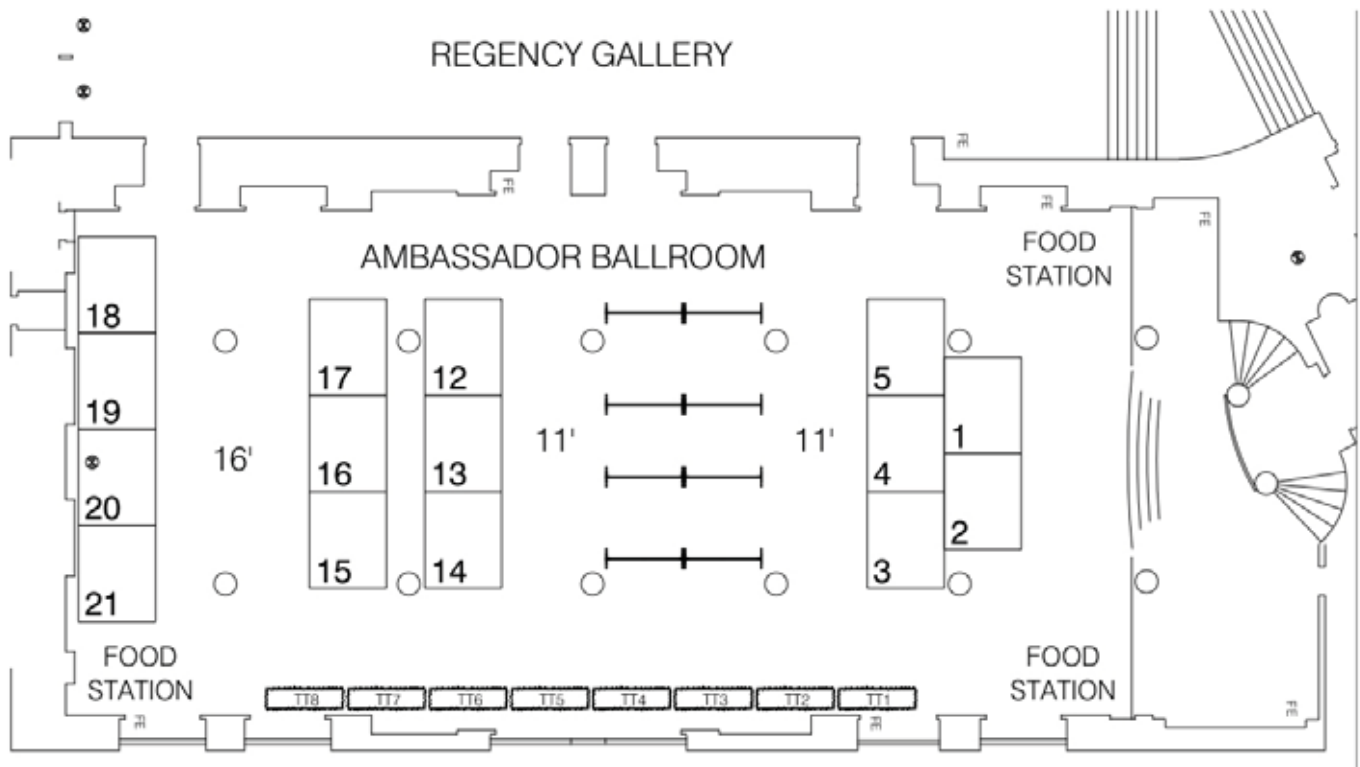 REGENCY GALLERY
FE
FE
FE
FE
AMBASSADOR BALLROOM
FOOD
STATION
18
19
20
21
17
16
15
12
13
14
5
4
3
1
2
16'
11'
11'
FOOD
STATION
FOOD
STATION
TT8
TT7
TT6
TT5
TT4
TT3
TT2
TT1
FE
FE
FE